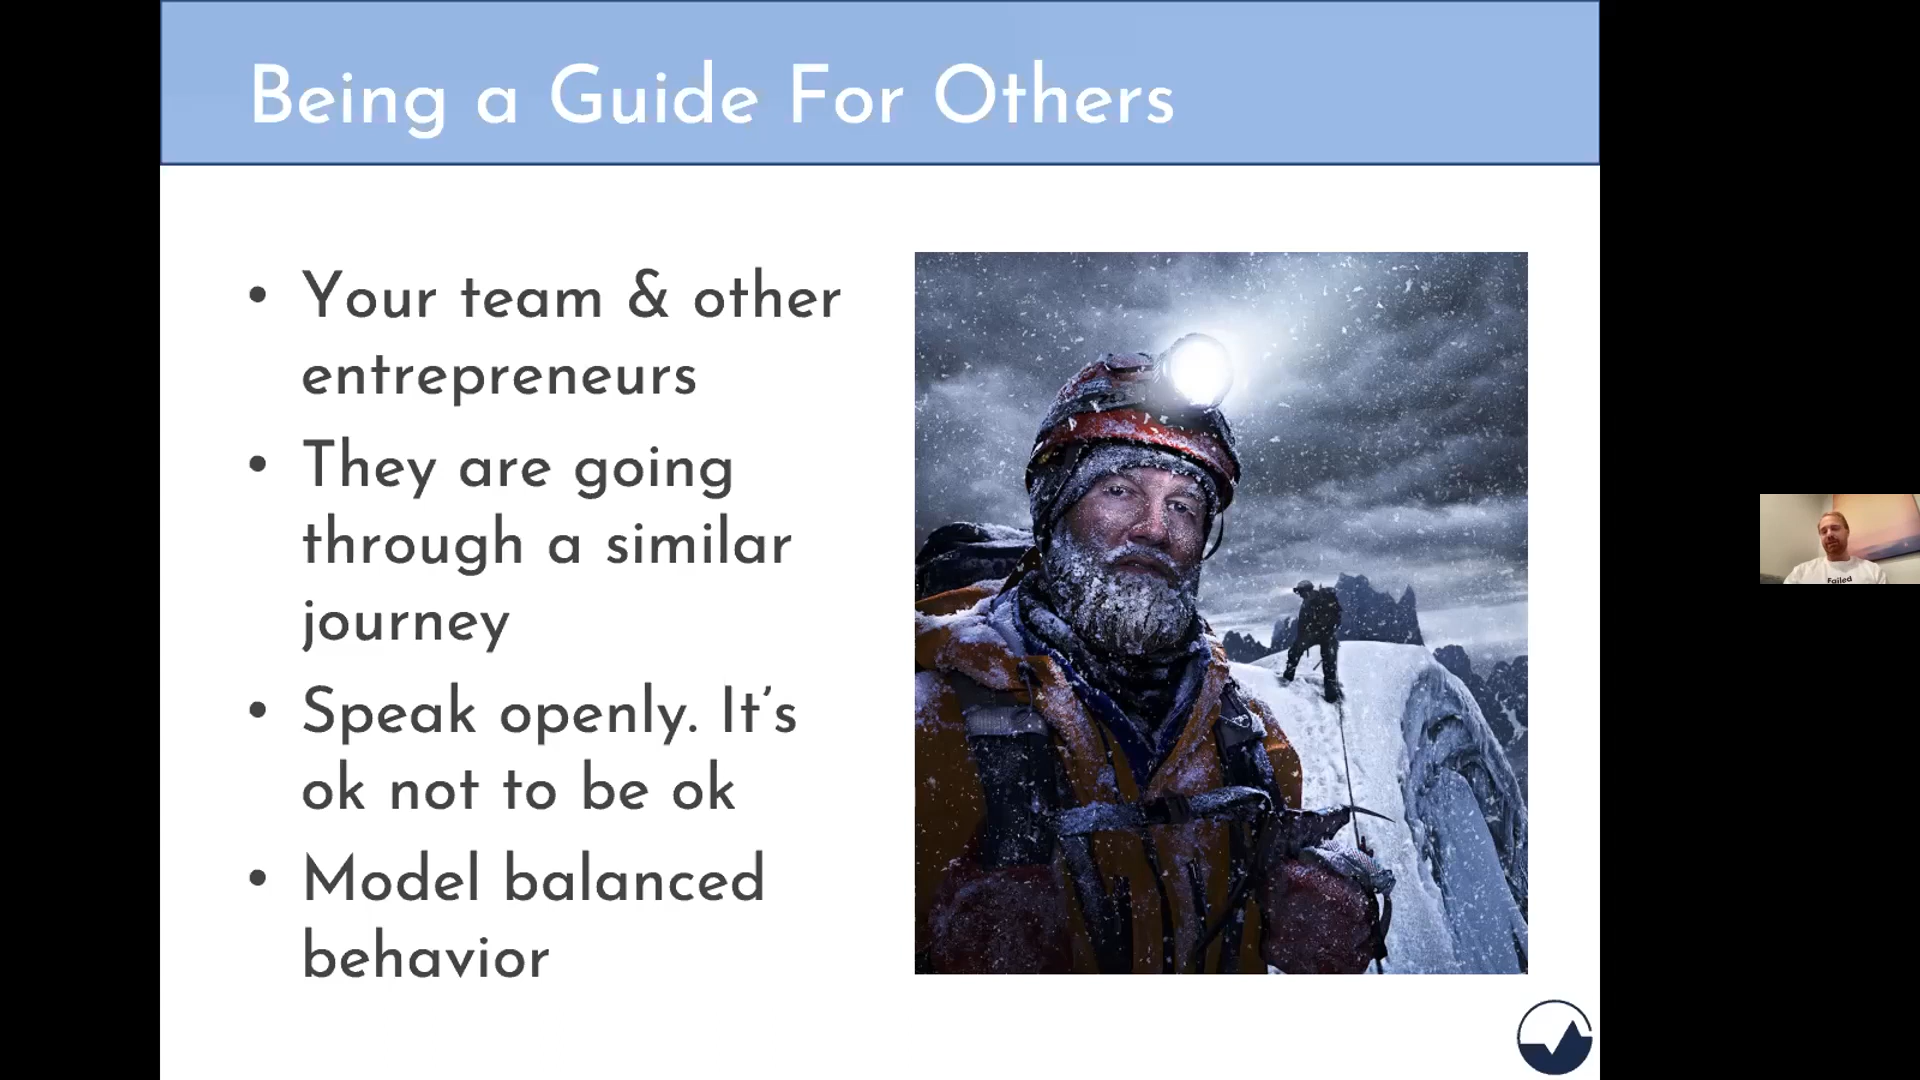 Being a Guide For Others
• Your team & other
entrepreneurs
• They are going
through a similar
journey
• Speak openly. It’s
ok not to be ok
• Model balanced
behavior
Failed